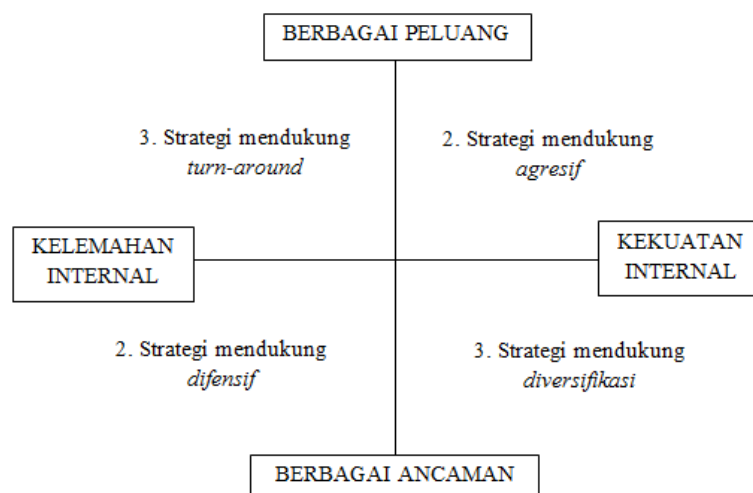 BERBAGAI PELUANG
3. Strategi mendukung
turn-around
2. Strategi mendukung
agresif
KELEMAHAN
INTERNAL
KEKUATAN
INTERNAL
2. Strategi mendukung
difensif
3. Strategi mendukung
diversifikasi
BERBAGAI ANCAMAN